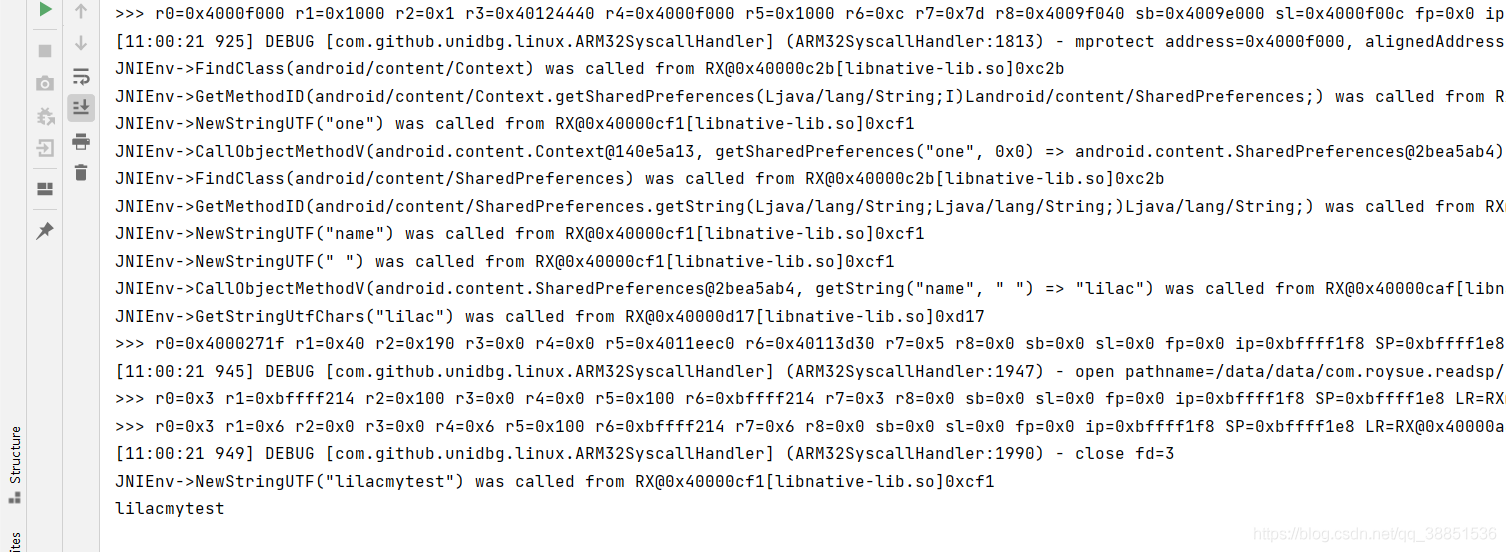 >>> r0=0x4000f000 r1=0x1000 r2=0x1 r3=0x40124440 r4=0x4000f000 r5=0x1000 r6=0xc r7=0x7d r8=0x4009f040 sb=0x4009e000 sl=0x4000f00c fp=0x0 ip
[11:00:21 925] DEBUG [com.github.unidbg.linux.ARM32SyscallHandler] (ARM32SyscallHandler:1813) - mprotect address=0x4000f000, alignedAddress
JNIEnv->FindClass(android/content/Context) was called from RX@0x40000c2b[libnative-lib.so]0xc2b
JNIEnv->GetMethodID(android/content/Context.getSharedPreferences(Ljava/lang/String;I)Landroid/content/SharedPreferences;) was called from R
JNIEnv->NewStringUTF("one") was called from RX@0x40000cf1[libnative-lib.so]0xcf1
JNIEnv->CallObjectMethodV(android.content.Context@140e5a13, getSharedPreferences("one", 0x0) => android.content.SharedPreferences@2bea5ab4)
JNIEnv->FindClass(android/content/SharedPreferences) was called from RX@0x40000c2b[libnative-lib.so]0xc2b
JNIEnv->GetMethodID(android/content/SharedPreferences.getString(Ljava/lang/String;Ljava/lang/String;)Ljava/lang/String;) was called from RX
JNIEnv->NewStringUTF("name") was called from RX@0x40000cf1[libnative-lib.so]0xcf1
JNIEnv->NewStringUTF(" ") was called from RX@0x40000cf1[libnative-lib.so]0xcf1
JNIEnv->CallObjectMethodV(android.content.SharedPreferences@2bea5ab4, getString("name", " ") => "lilac") was called from RX@0x40000caf[libn
JNIEnv->GetStringUtfChars("lilac") was called from RX@0x40000d17[libnative-lib.so]0xd17
>>> r0=0x4000271f r1=0x40 r2=0x190 r3=0x0 r4=0x0 r5=0x4011eec0 r6=0x40113d30 r7=0x5 r8=0x0 sb=0x0 sl=0x0 fp=0x0 ip=0xbffff1f8 SP=0xbffff1e8
[11:00:21 945] DEBUG [com.github.unidbg.linux.ARM32SyscallHandler] (ARM32SyscallHandler:1947) - open pathname=/data/data/com.roysue.readsp/
>>> r0=0x3 r1=0xbffff214 r2=0x100 r3=0x0 r4=0x0 r5=0x100 r6=0xbffff214 r7=0x3 r8=0x0 sb=0x0 sl=0x0 fp=0x0 ip=0xbffff1f8 SP=0xbffff1e8 LR=RX
>>> r0=0x3 r1=0x6 r2=0x0 r3=0x0 r4=0x6 r5=0x100 r6=0xbffff214 r7=0x6 r8=0x0 sb=0x0 sl=0x0 fp=0x0 ip=0xbffff1f8 SP=0xbffff1e8 LR=RX@0x40000a
[11:00:21 949] DEBUG [com.github.unidbg.linux.ARM32SyscallHandler] (ARM32SyscallHandler:1990) - close fd=3
JNIEnv->NewStringUTF("lilacmytest") was called from RX@0x40000cf1[libnative-lib.so]0xcf1
lilacmytest
Structure
ites
https://blog.csdn.net/qq_38851536